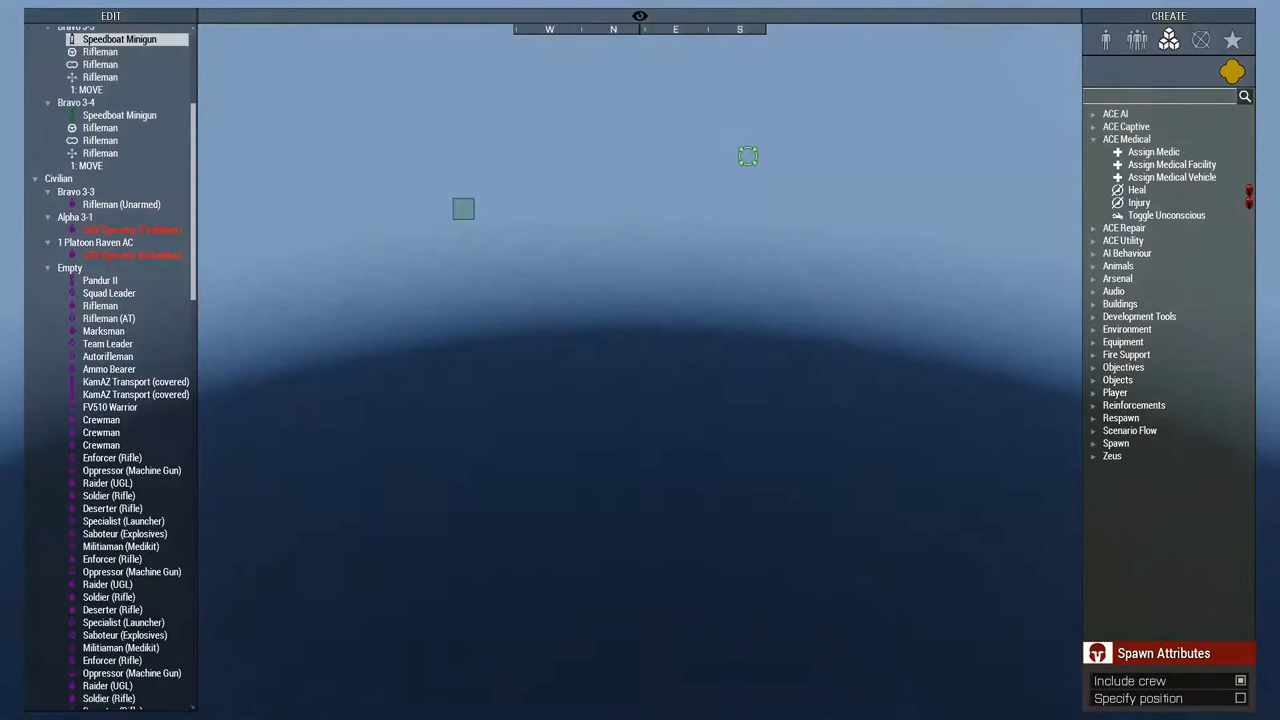 EDIT
Bravo 3-3
Speedboat Minigun
Rifleman
Rifleman
Rifleman
1: MOVE
Bravo 3-4
Speedboat Minigun
Rifleman
Rifleman
Rifleman
1: MOVE
Civilian
Bravo 3-3
Rifleman (Unarmed)
Alpha 3-1
1 Platoon Raven AC
Empty
Pandur II
Squad Leader
Rifleman
Rifleman (AT)
Marksman
Team Leader
Autorifleman
Ammo Bearer
KamAZ Transport (covered)
KamAZ Transport (covered)
FV510 Warrior
Crewman
Crewman
Crewman
Enforcer (Rifle)
Oppressor (Machine Gun)
Raider (UGL)
Soldier (Rifle)
Deserter (Rifle)
Specialist (Launcher)
Saboteur (Explosives)
Militiaman (Medikit)
Enforcer (Rifle)
Oppressor (Machine Gun)
Raider (UGL)
Soldier (Rifle)
Deserter (Rifle)
Specialist (Launcher)
Saboteur (Explosives)
Militiaman (Medikit)
Enforcer (Rifle)
Oppressor (Machine Gun)
Raider (UGL)
Soldier (Rifle)
W N E S
CREATE
ACE AI
ACE Captive
ACE Medical
Assign Medic
Assign Medical Facility
Assign Medical Vehicle
Heal
Injury
Toggle Unconscious
ACE Repair
ACE Utility
AI Behaviour
Animals
Arsenal
Audio
Buildings
Development Tools
Environment
Equipment
Fire Support
Objectives
Objects
Player
Reinforcements
Respawn
Scenario Flow
Spawn
Zeus
Spawn Attributes
Include crew
Specify position